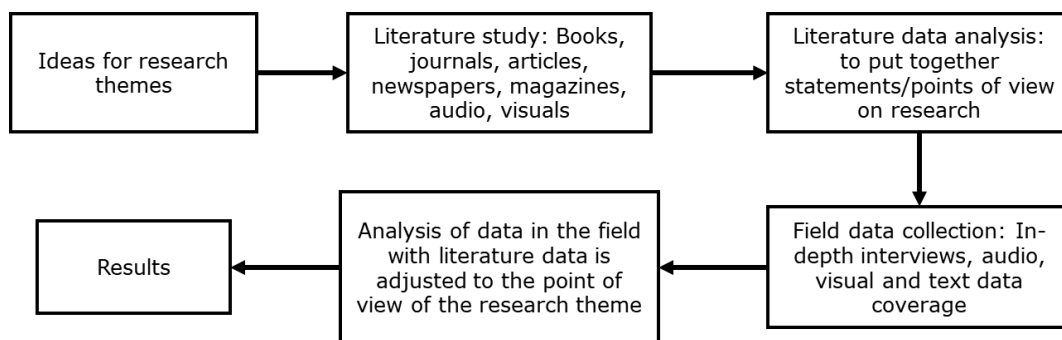 Ideas for research
themes
Literature study: Books,
journals, articles,
newspapers, magazines,
audio, visuals
Literature data analysis:
to put together
statements/points of view
on research
Field data collection: In-
depth interviews, audio,
visual and text data
coverage
Analysis of data in the field
with literature data is
adjusted to the point of
view of the research theme
Results